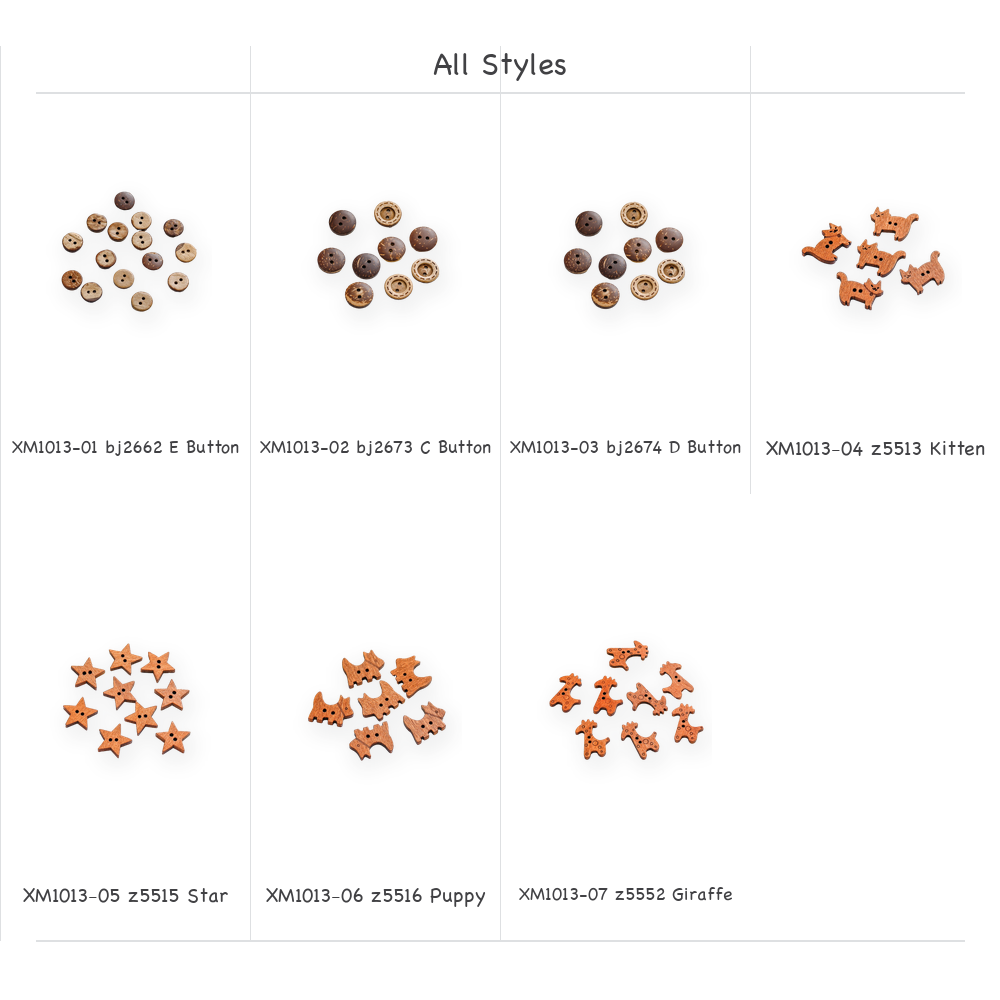 All Styles
XM1013-01 bj2662 E Button
XM1013-02 bj2673 C Button
XM1013-03 bj2674 D Button
XM1013-04 z5513 Kitten
XM1013-05 z5515 Star
XM1013-06 z5516 Puppy
XM1013-07 z5552 Giraffe